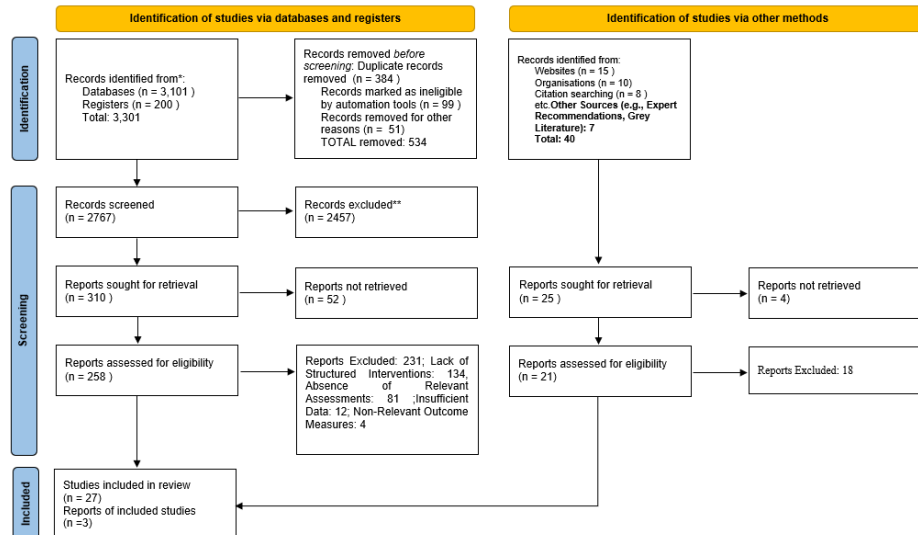 Identification of studies via databases and registers
Identification of studies via other methods
Identification
Records identified from*:
Databases (n = 3,101 )
Registers (n = 200 )
Total: 3,301
Records removed before
screening: Duplicate records
removed (n = 384 )
Records marked as ineligible
by automation tools (n = 99 )
Records removed for other
reasons (n = 51)
TOTAL removed: 534
Records identified from:
Websites (n = 15 )
Organisations (n = 10)
Citation searching (n = 8 )
etc.Other Sources (e.g., Expert
Recommendations, Grey
Literature): 7
Total: 40
Screening
Records screened
(n = 2767)
Records excluded**
(n = 2457)
Reports sought for retrieval
(n = 310 )
Reports not retrieved
(n = 52 )
Reports sought for retrieval
(n = 25 )
Reports not retrieved
(n = 4)
Reports assessed for eligibility
(n = 258 )
Reports Excluded: 231; Lack of
Structured Interventions: 134,
Absence of Relevant
Assessments: 81 ;Insufficient
Data: 12; Non-Relevant Outcome
Measures: 4
Reports assessed for eligibility
(n = 21)
Reports Excluded: 18
Included
Studies included in review
(n = 27)
Reports of included studies
(n =3)